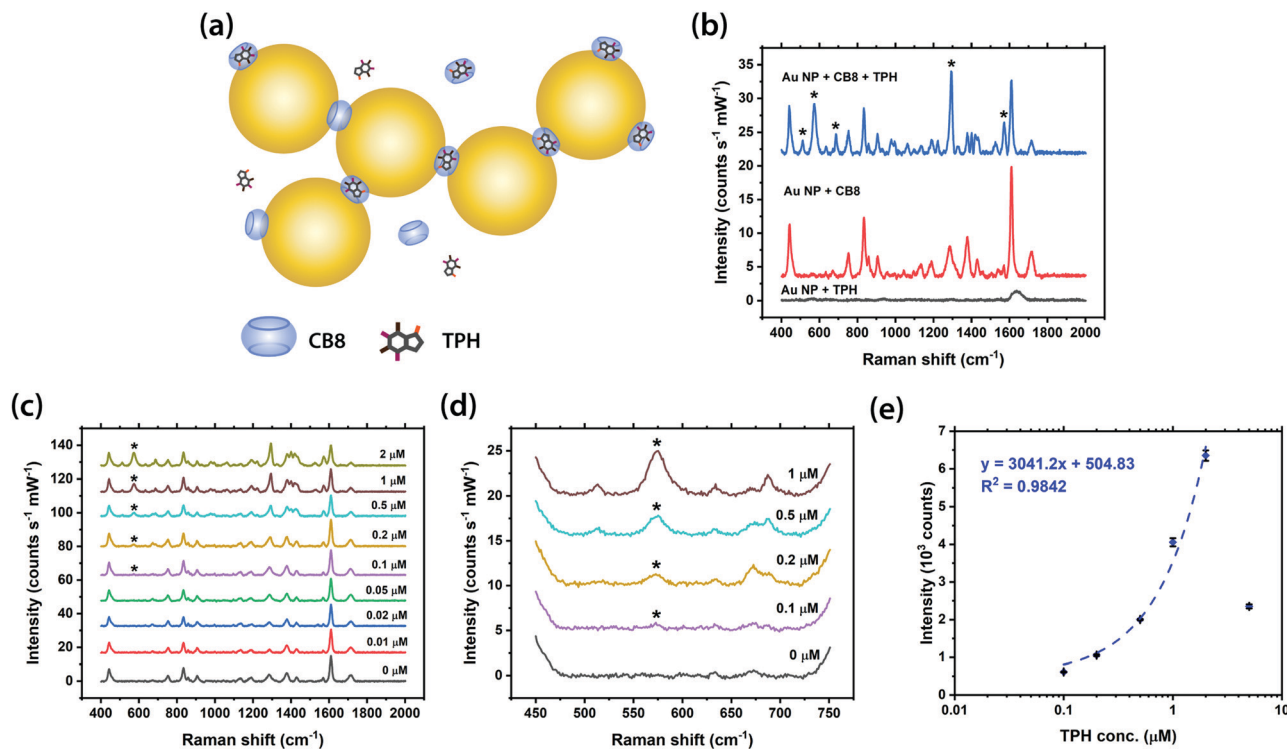 (a)
CB8
TPH
(b)
Intensity (counts s⁻¹ mW⁻¹)
35
30
25
20
15
10
5
0
Au NP + CB8 + TPH
*
*
*
*
*
Au NP + CB8
Au NP + TPH
400 600 800 1000 1200 1400 1600 1800 2000
Raman shift (cm⁻¹)
(c)
Intensity (counts s⁻¹ mW⁻¹)
140
120
100
80
60
40
20
0
* 2 μM
* 1 μM
* 0.5 μM
* 0.2 μM
* 0.1 μM
0.05 μM
0.02 μM
0.01 μM
0 μM
400 600 800 1000 1200 1400 1600 1800 2000
Raman shift (cm⁻¹)
(d)
Intensity (counts s⁻¹ mW⁻¹)
25
20
15
10
5
0
*
1 μM
*
0.5 μM
*
0.2 μM
*
0.1 μM
0 μM
450 500 550 600 650 700 750
Raman shift (cm⁻¹)
(e)
Intensity (10³ counts)
7
6
5
4
3
2
1
0
y = 3041.2x + 504.83
R² = 0.9842
0.01 0.1 1 10
TPH conc. (μM)